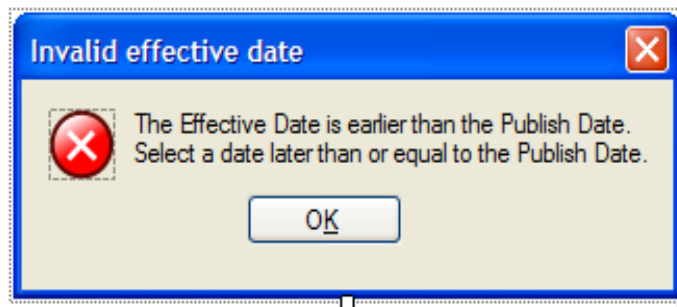 Invalid effective date
The Effective Date is earlier than the Publish Date.
Select a date later than or equal to the Publish Date.
OK